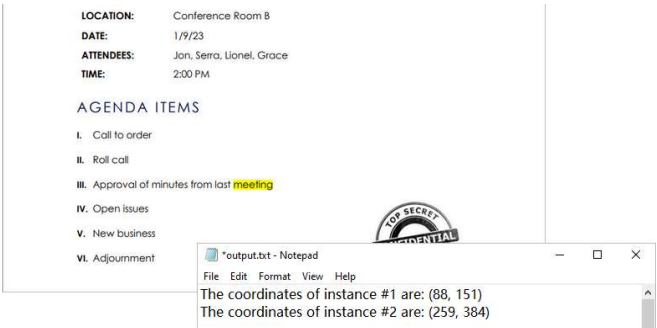 LOCATION: Conference Room B
DATE: 1/9/23
ATTENDEES: Jon, Serra, Lionel, Grace
TIME: 2:00 PM
AGENDA ITEMS
I. Call to order
II. Roll call
III. Approval of minutes from last meeting
IV. Open issues
V. New business
VI. Adjournment
TOP SECRET
CONFIDENTIAL
*output.txt - Notepad
File Edit Format View Help
The coordinates of instance #1 are: (88, 151)
The coordinates of instance #2 are: (259, 384)